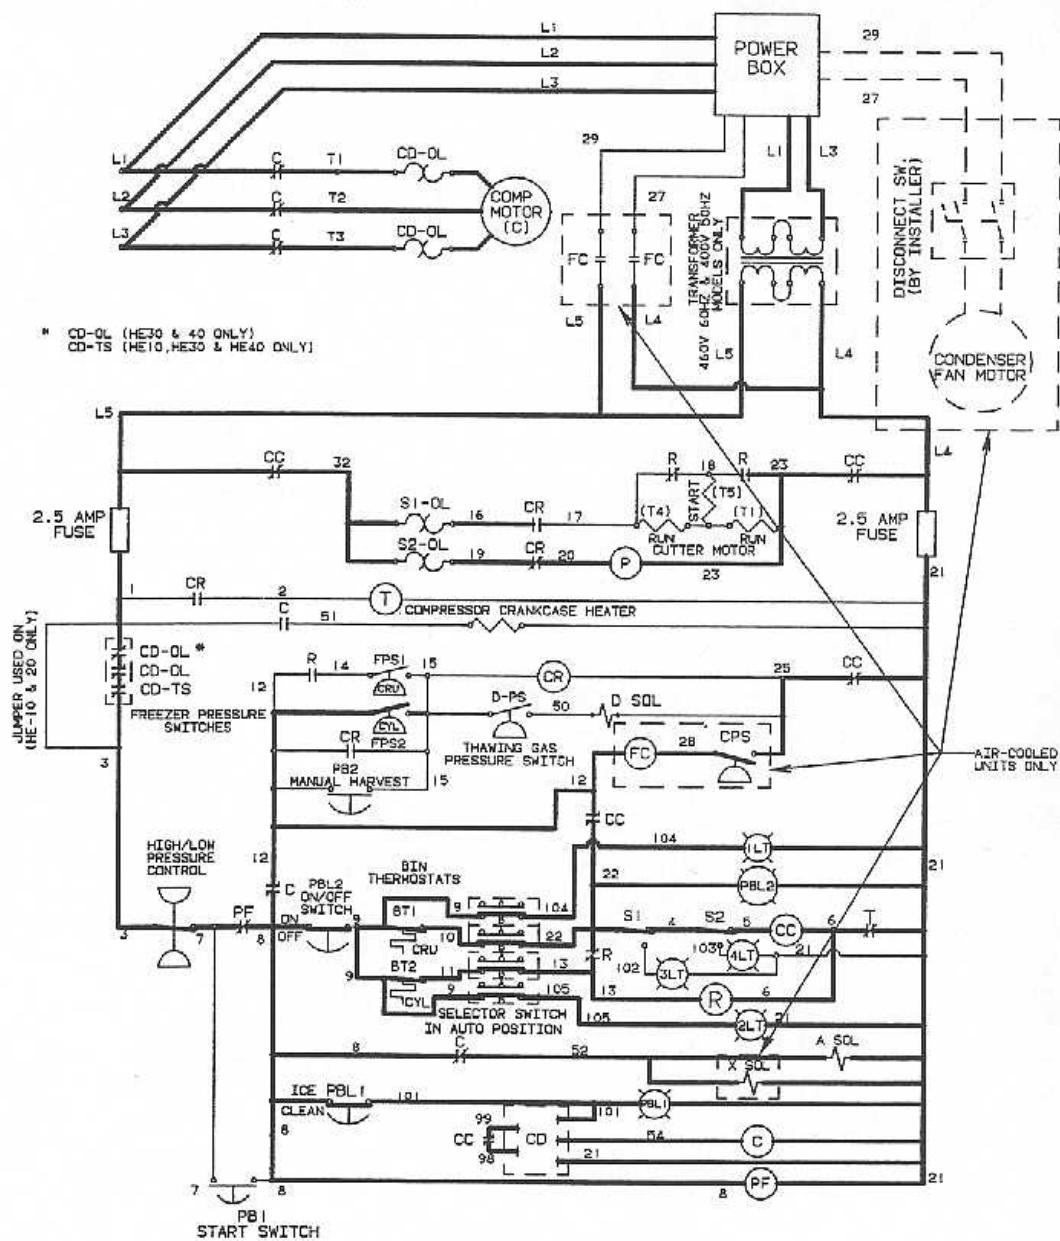 L1
L2
L3
POWER
BOX
29
27
29
27
L1
L3
L1
C
T1
CD-OL
L2
C
T2
COMP
MOTOR
(C)
L3
C
T3
CD-OL
FC
FC
L5
L4
TRANSFORMER
460V 60HZ & 400V 50HZ
MODELS ONLY
L5
L4
DISCONNECT SW.
(BY INSTALLER)
CONDENSER
FAN MOTOR
* CD-OL (HE30 & 40 ONLY)
CD-TS (HE10,HE30 & HE40 ONLY)
L5
L4
CC
32
R
18
R
23
CC
2.5 AMP
FUSE
S1-OL
16
CR
17
(T4)
RUN
START
(T5)
(T1)
RUN
CUTTER MOTOR
2.5 AMP
FUSE
S2-OL
19
CR
20
P
23
21
1
CR
2
T
COMPRESSOR CRANKCASE HEATER
C
51
JUMPER USED ON
(HE-10 & 20 ONLY)
CD-OL *
CD-OL
CD-TS
12
R
14
FPS1
CRU
15
CR
25
CC
FREEZER PRESSURE
SWITCHES
CYL
FPS2
D-PS
50
D SOL
THAWING GAS
PRESSURE SWITCH
CR
PB2
MANUAL HARVEST
15
12
FC
28
CPS
AIR-COOLED
UNITS ONLY
3
CC
HIGH/LOW
PRESSURE
CONTROL
12
104
1LT
21
BIN
THERMOSTATS
22
PBL2
C
PBL2
ON/OFF
SWITCH
3
7
PF
8
ON
OFF
9
BT1
CRU
9
10
104
22
S1
4
S2
5
CC
6
T
103
4LT
21
102
3LT
R
9
BT2
CYL
11
9
13
105
13
R
6
SELECTOR SWITCH
IN AUTO POSITION
105
2LT
21
8
C
52
A SOL
X SOL
ICE
CLEAN
PBL1
101
PBL1
8
99
CC
98
CD
101
54
C
21
7
8
8
PF
21
PB1
START SWITCH